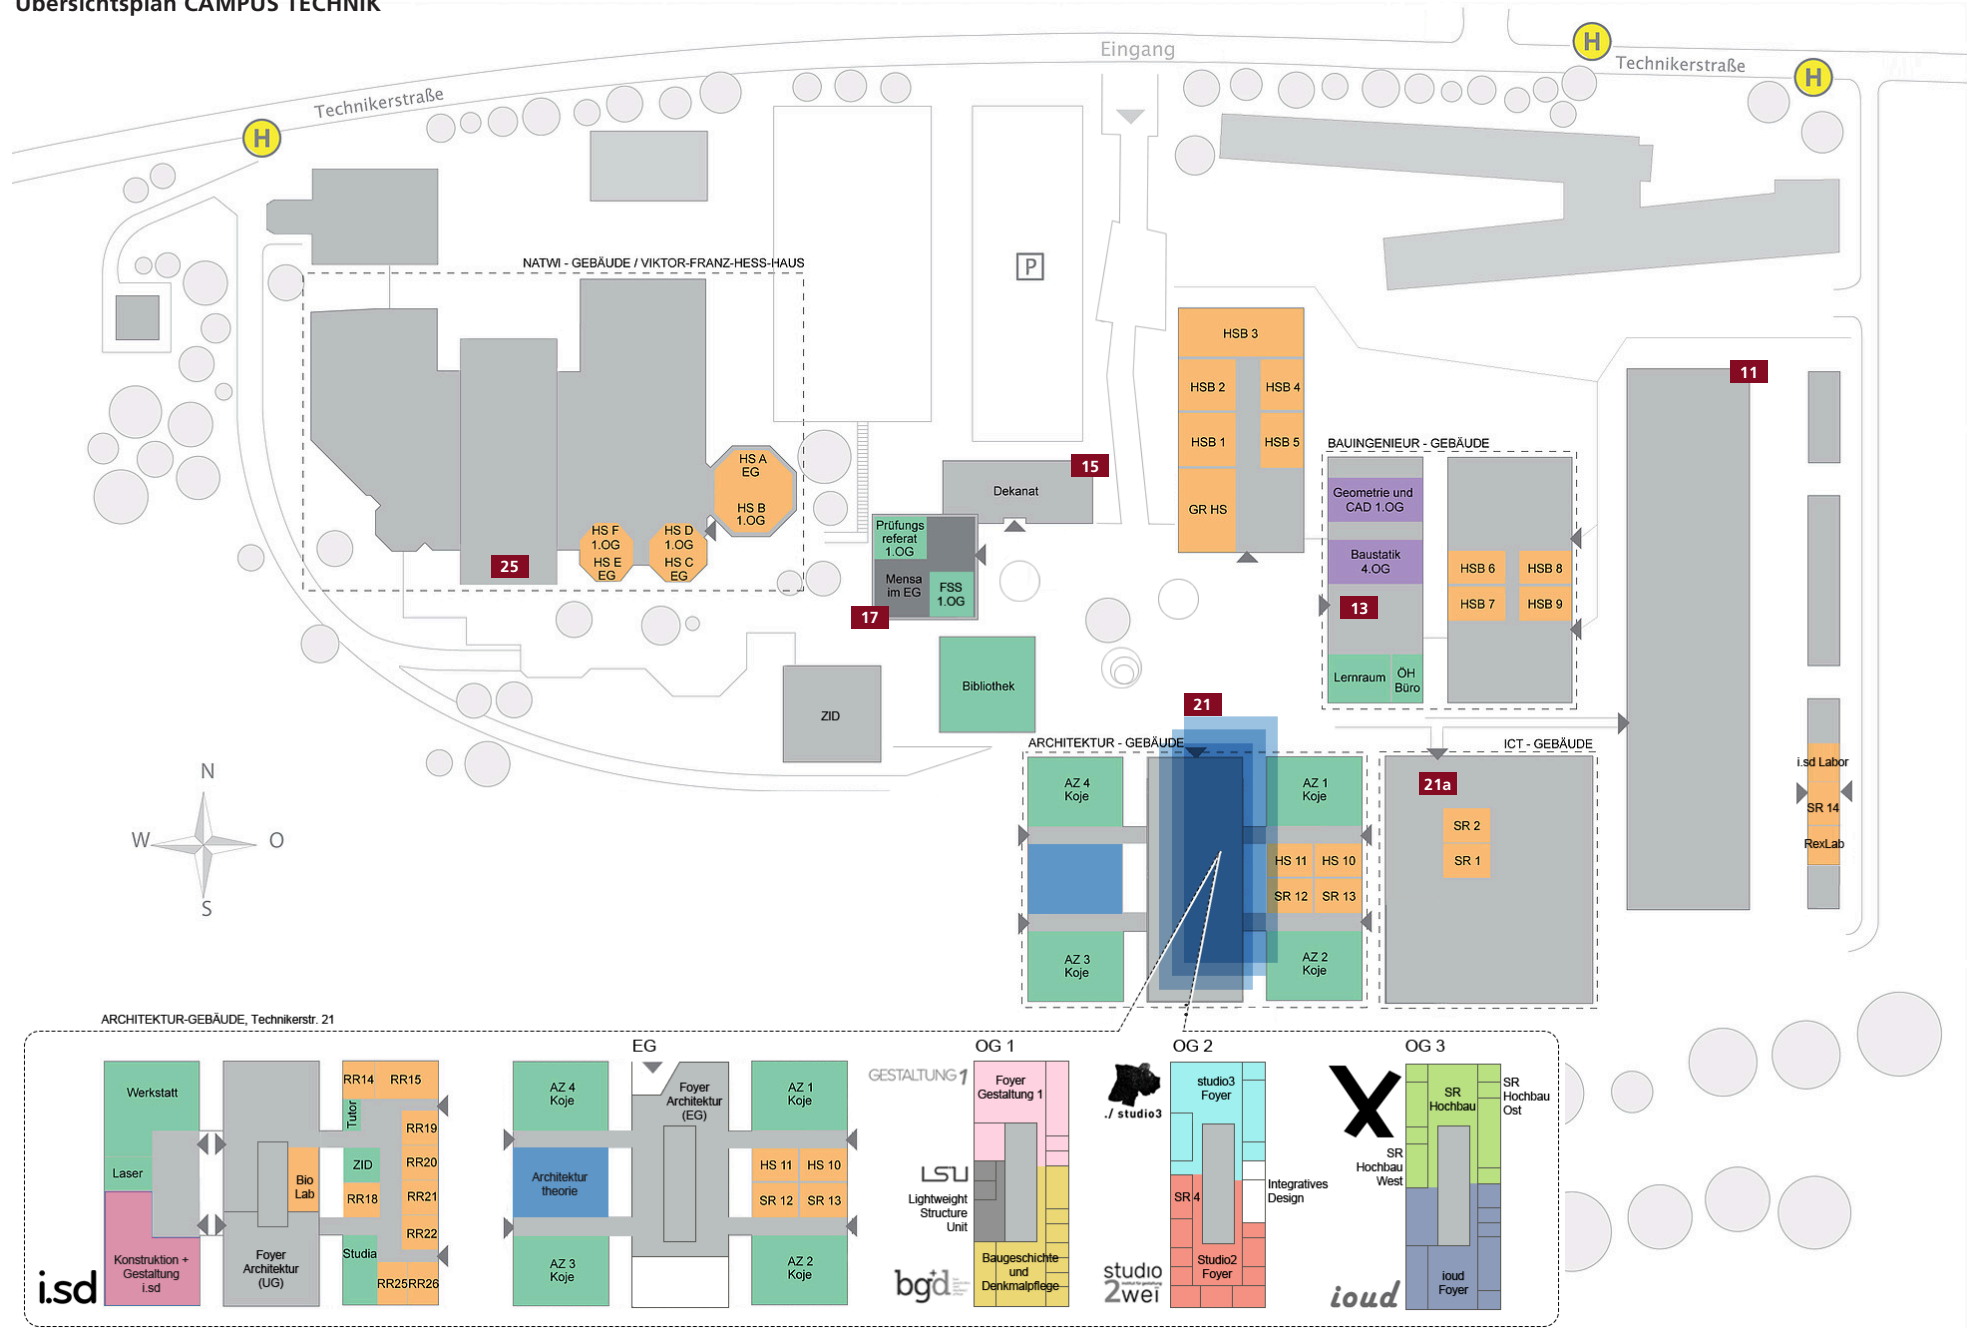 Übersichtsplan CAMPUS TECHNIK
Eingang
H
Technikerstraße
H
Technikerstraße
H
NATWI - GEBÄUDE / VIKTOR-FRANZ-HESS-HAUS
P
HSB 3
HSB 2
HSB 4
HSB 1
HSB 5
GR HS
11
BAUINGENIEUR - GEBÄUDE
HS A
EG
HS B
1.OG
HS F
1.OG
HS E
EG
HS D
1.OG
HS C
EG
25
15
Dekanat
Prüfungs
referat
1.OG
Mensa
im EG
FSS
1.OG
17
Geometrie und
CAD 1.OG
Baustatik
4.OG
13
HSB 6
HSB 8
HSB 7
HSB 9
Lernraum
ÖH
Büro
Bibliothek
ZID
21
ARCHITEKTUR - GEBÄUDE
ICT - GEBÄUDE
AZ 4
Koje
AZ 1
Koje
21a
SR 2
SR 1
HS 11
HS 10
SR 12
SR 13
AZ 3
Koje
AZ 2
Koje
i.sd Labor
SR 14
RexLab
N
W
O
S
ARCHITEKTUR-GEBÄUDE, Technikerstr. 21
Werkstatt
Laser
Konstruktion +
Gestaltung
i.sd
i.sd
Bio
Lab
Foyer
Architektur
(UG)
RR14
RR15
Tutor
RR19
ZID
RR20
RR18
RR21
RR22
Studia
RR25
RR26
EG
AZ 4
Koje
Foyer
Architektur
(EG)
AZ 1
Koje
Architektur
theorie
HS 11
HS 10
SR 12
SR 13
AZ 3
Koje
AZ 2
Koje
OG 1
GESTALTUNG1
Foyer
Gestaltung 1
LSU
Lightweight
Structure
Unit
Baugeschichte
und
Denkmalpflege
bgd
OG 2
./ studio3
studio3
Foyer
Integratives
Design
SR 4
Studio2
Foyer
studio
2wei
OG 3
X
SR
Hochbau
SR
Hochbau
Ost
SR
Hochbau
West
ioud
Foyer
ioud